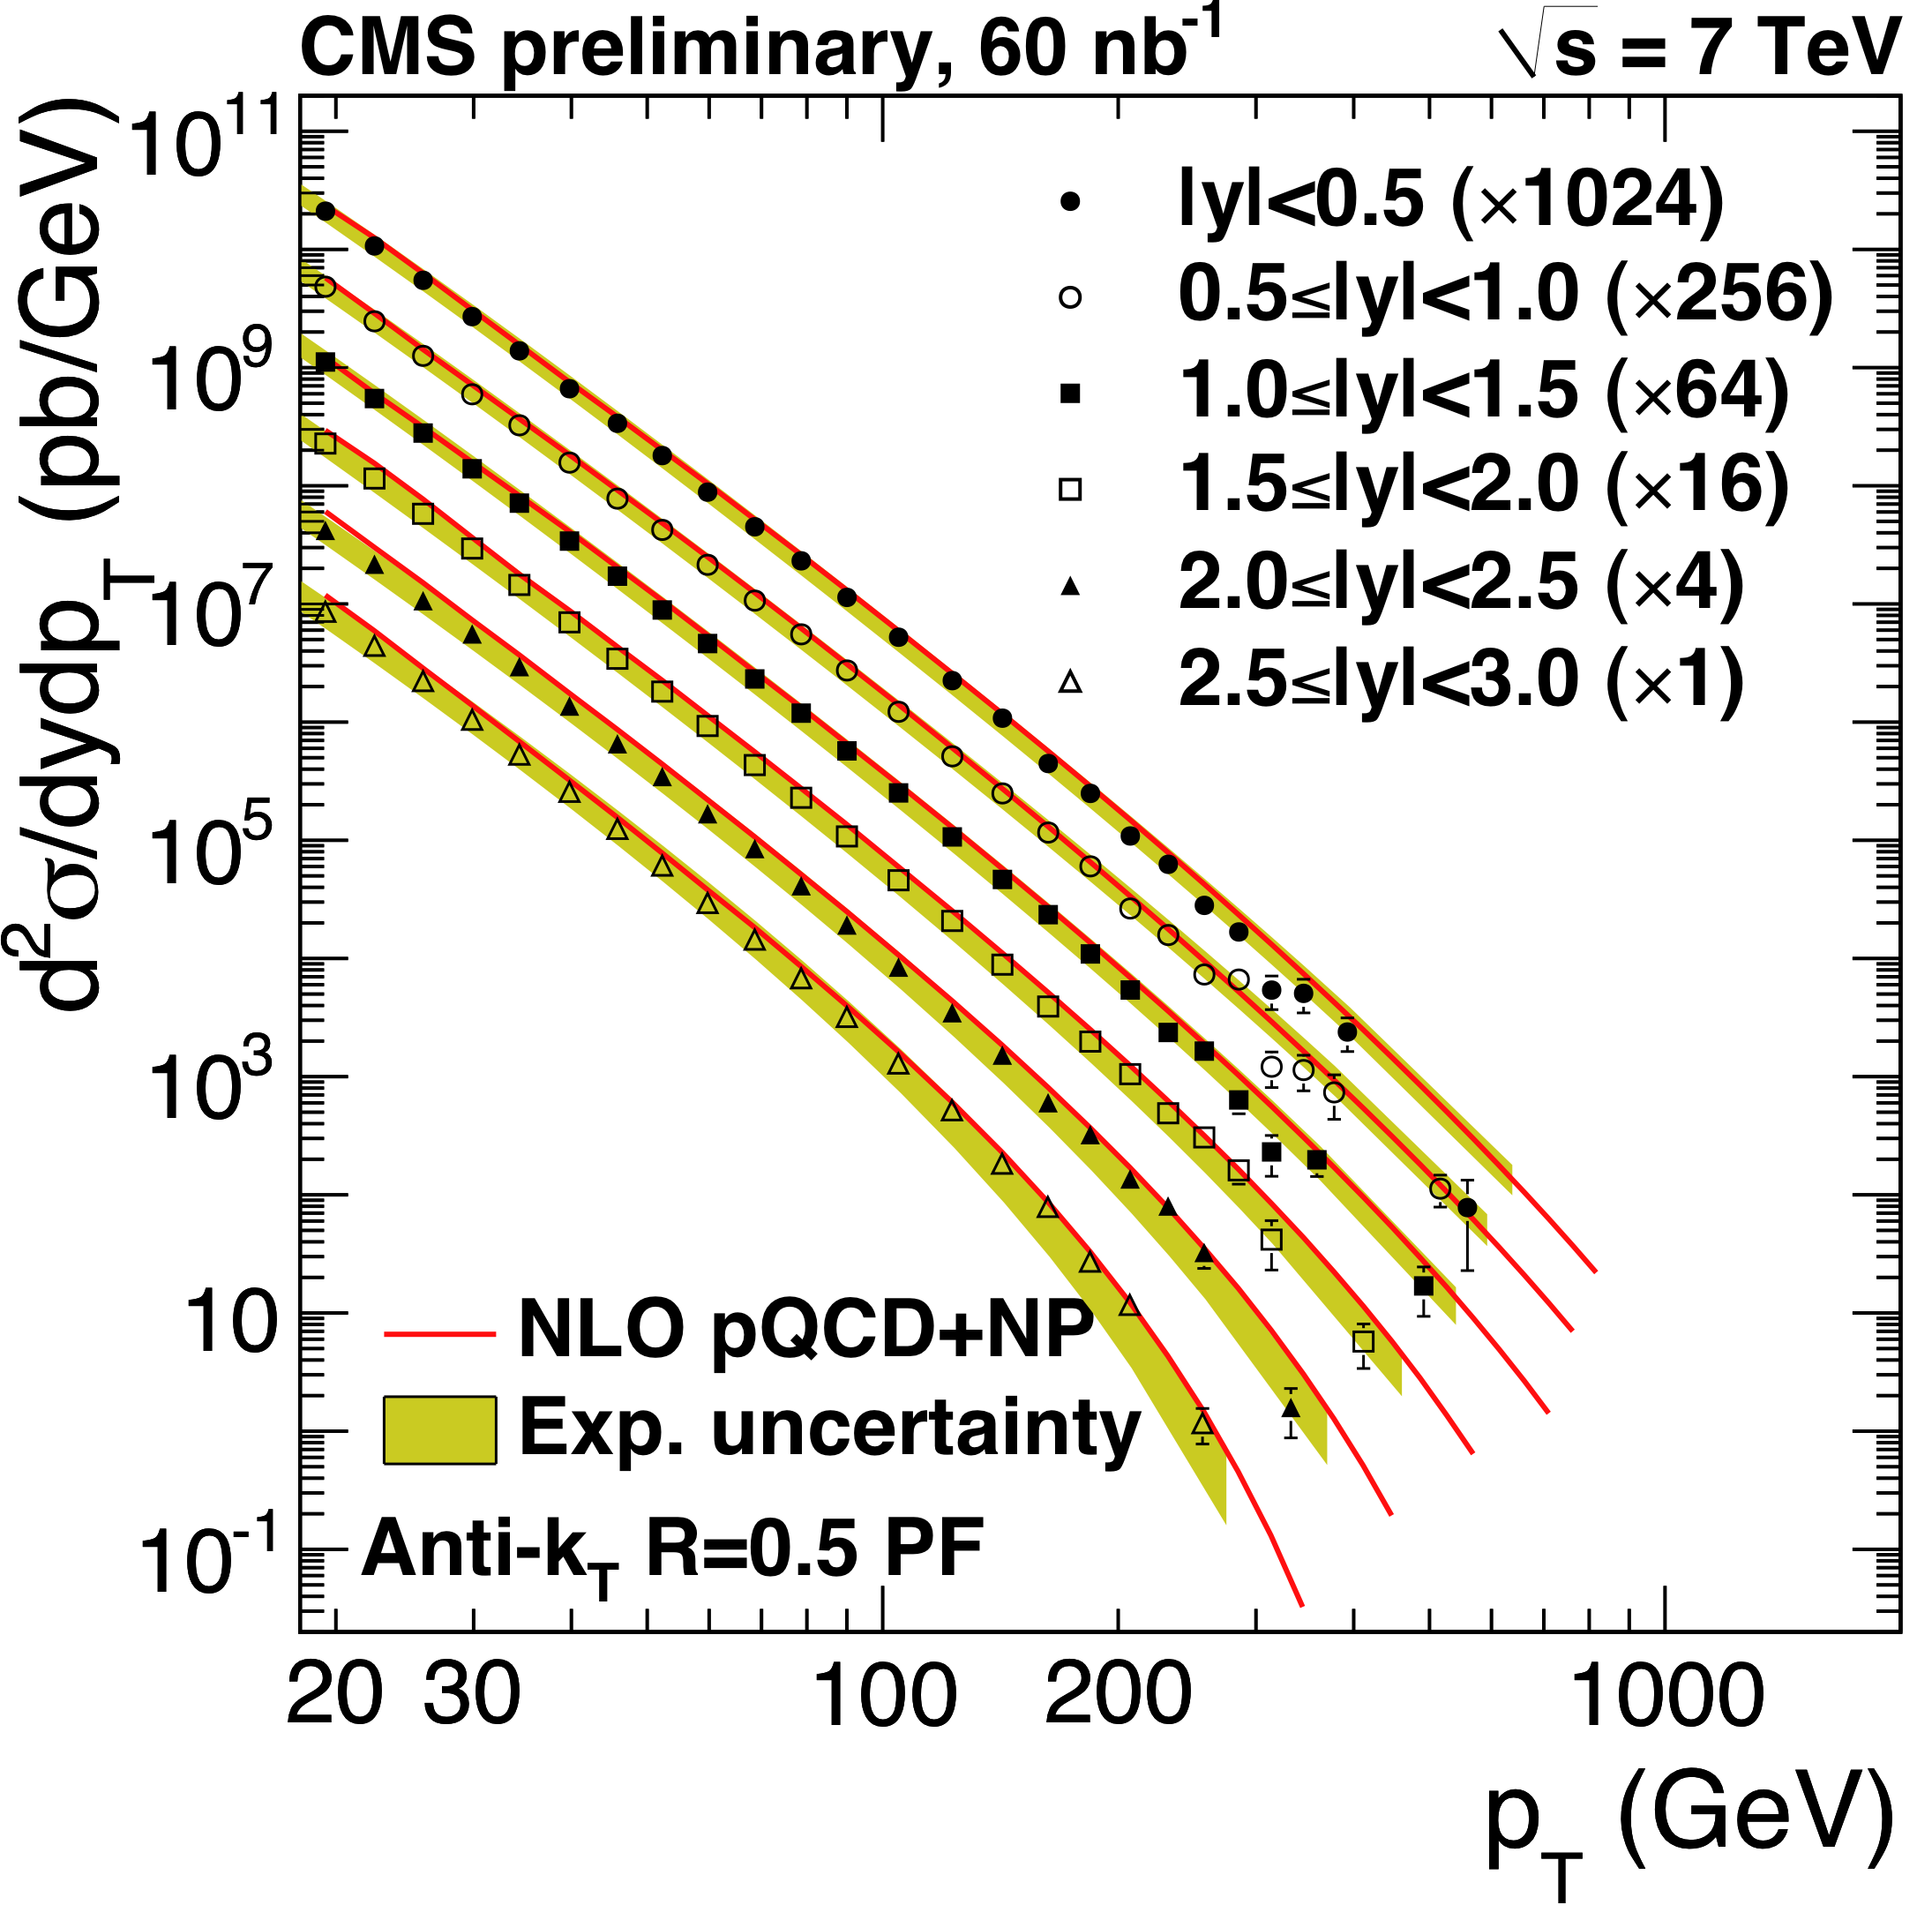 CMS preliminary, 60 nb⁻¹ √s = 7 TeV
d²σ/dydp_T (pb/GeV)
10¹¹
10⁹
10⁷
10⁵
10³
10
10⁻¹
|y|<0.5 (×1024)
0.5≤|y|<1.0 (×256)
1.0≤|y|<1.5 (×64)
1.5≤|y|<2.0 (×16)
2.0≤|y|<2.5 (×4)
2.5≤|y|<3.0 (×1)
NLO pQCD+NP
Exp. uncertainty
Anti-k_T R=0.5 PF
20 30 100 200 1000
p_T (GeV)